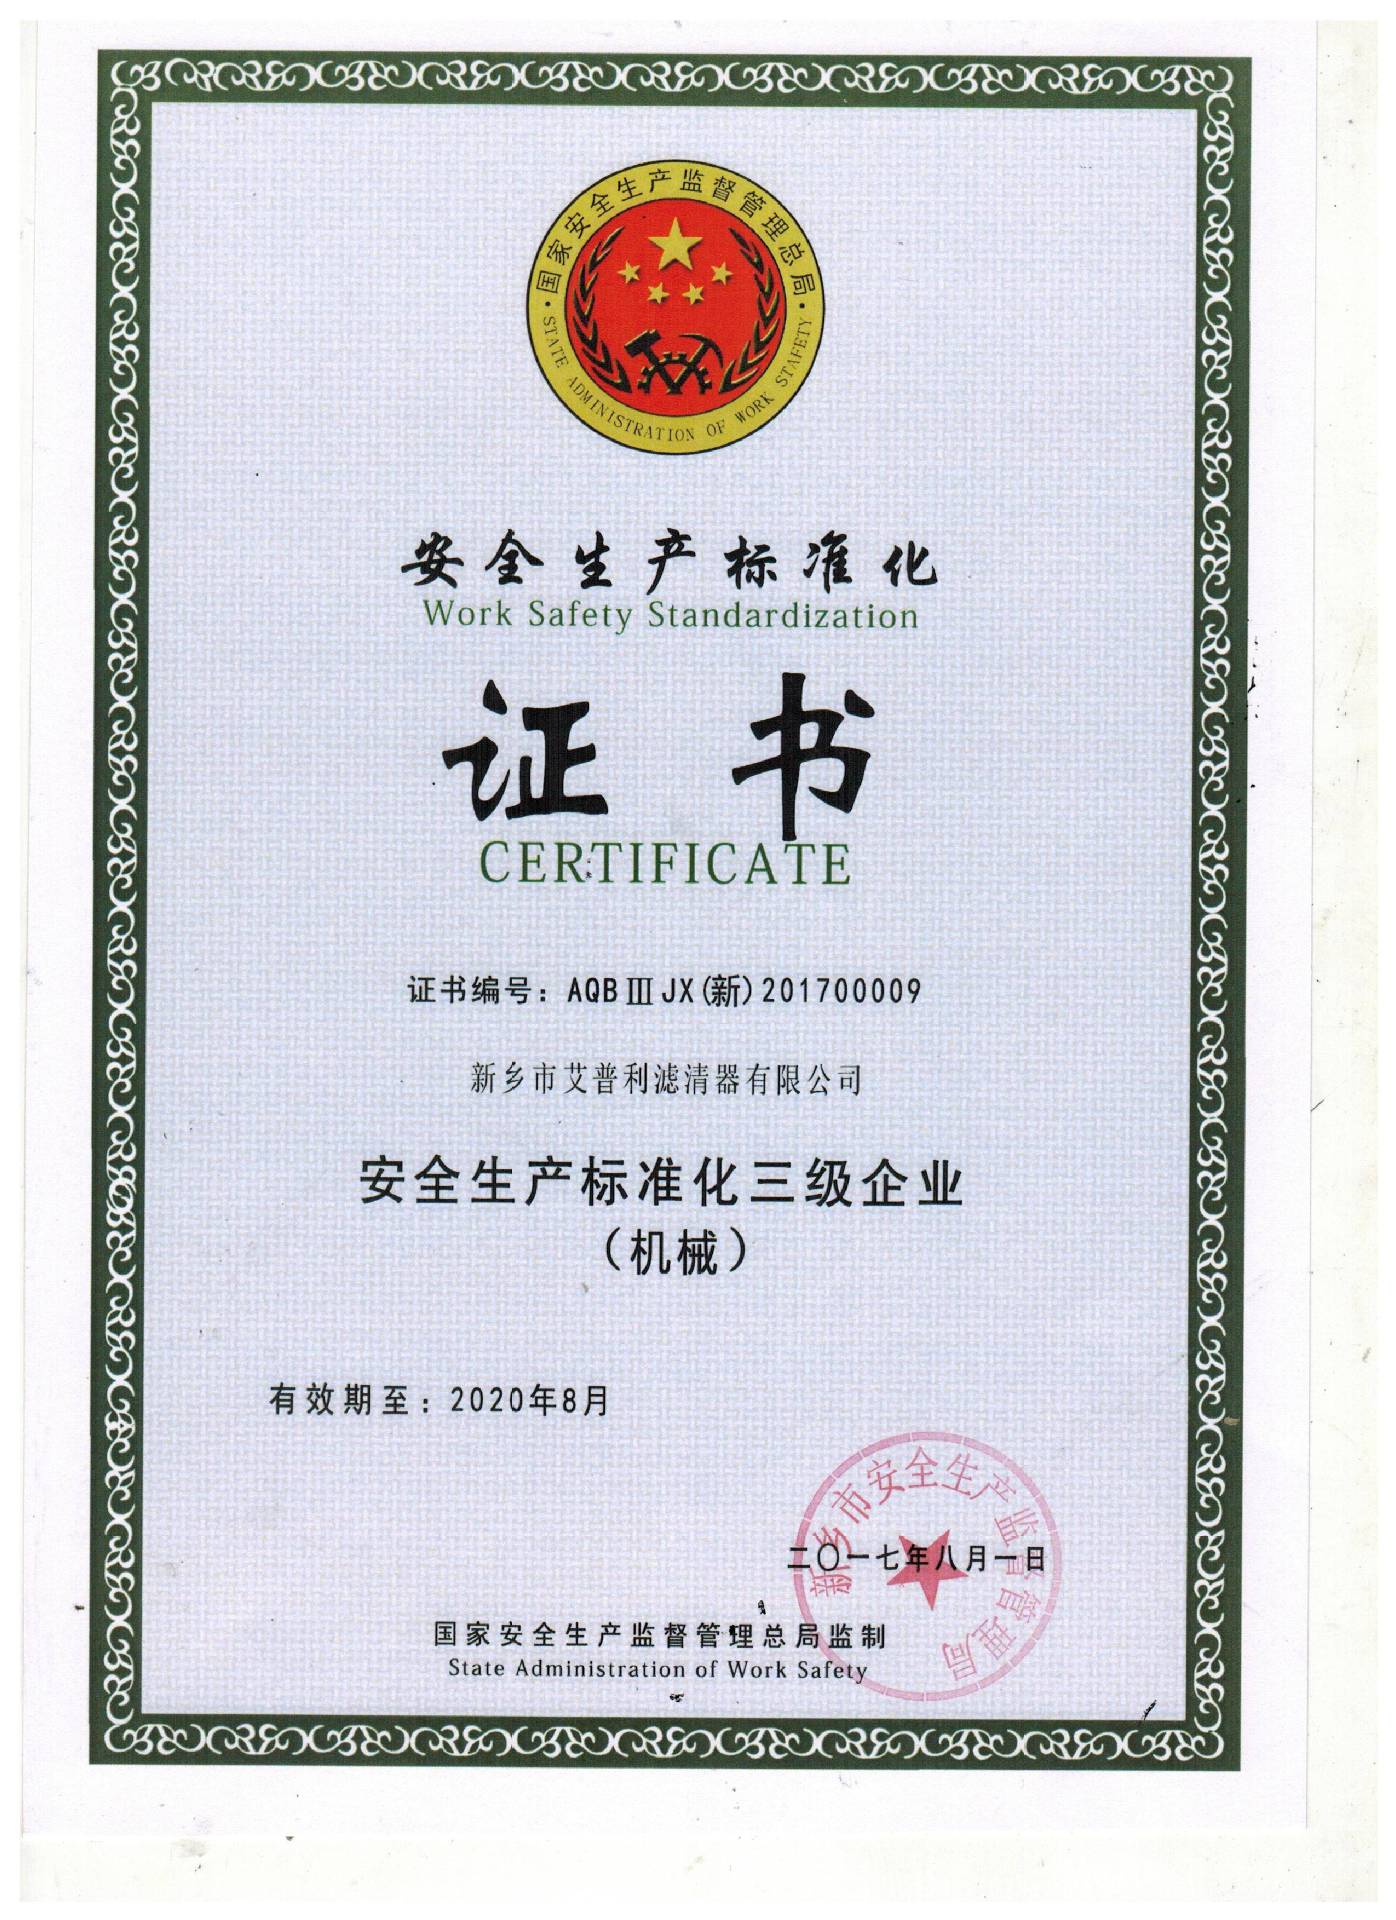 国家安全生产监督管理总局
STATE ADMINISTRATION OF WORK STAFETY
安全生产标准化
Work Safety Standardization
证书
CERTIFICATE
证书编号：AQBⅢJX(新)201700009
新乡市艾普利滤清器有限公司
安全生产标准化三级企业
（机械）
有效期至：2020年8月
新乡市安全生产监督管理局
二〇一七年八月一日
国家安全生产监督管理总局监制
State Administration of Work Safety